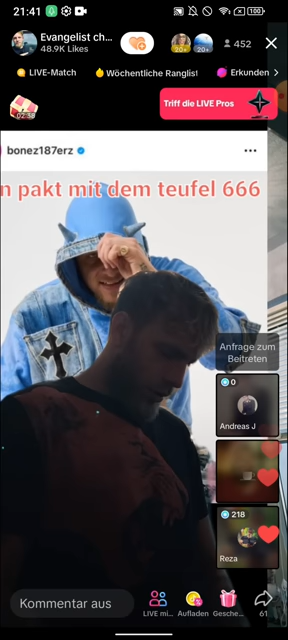 21:41
100
Evangelist ch...
48.9K Likes
20+
20+
452
LIVE-Match
Wöchentliche Ranglist
Erkunden
02:38
Triff die LIVE Pros
bonez187erz
n pakt mit dem teufel 666
Anfrage zum
Beitreten
0
Andreas J
218
Reza
Kommentar aus
LIVE mi...
Aufladen
Gesche...
61